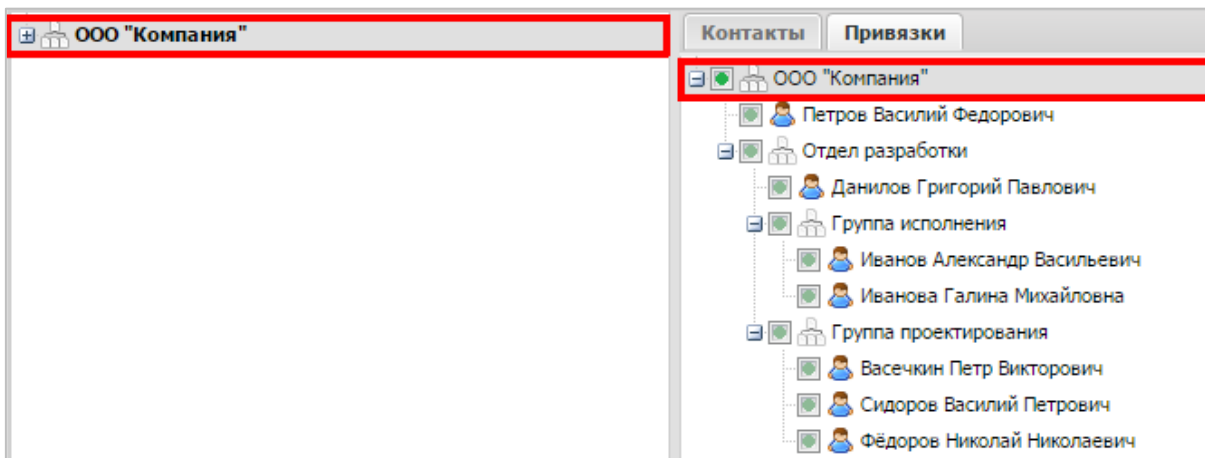 ООО "Компания"
Контакты Привязки
ООО "Компания"
Петров Василий Федорович
Отдел разработки
Данилов Григорий Павлович
Группа исполнения
Иванов Александр Васильевич
Иванова Галина Михайловна
Группа проектирования
Васечкин Петр Викторович
Сидоров Василий Петрович
Фёдоров Николай Николаевич